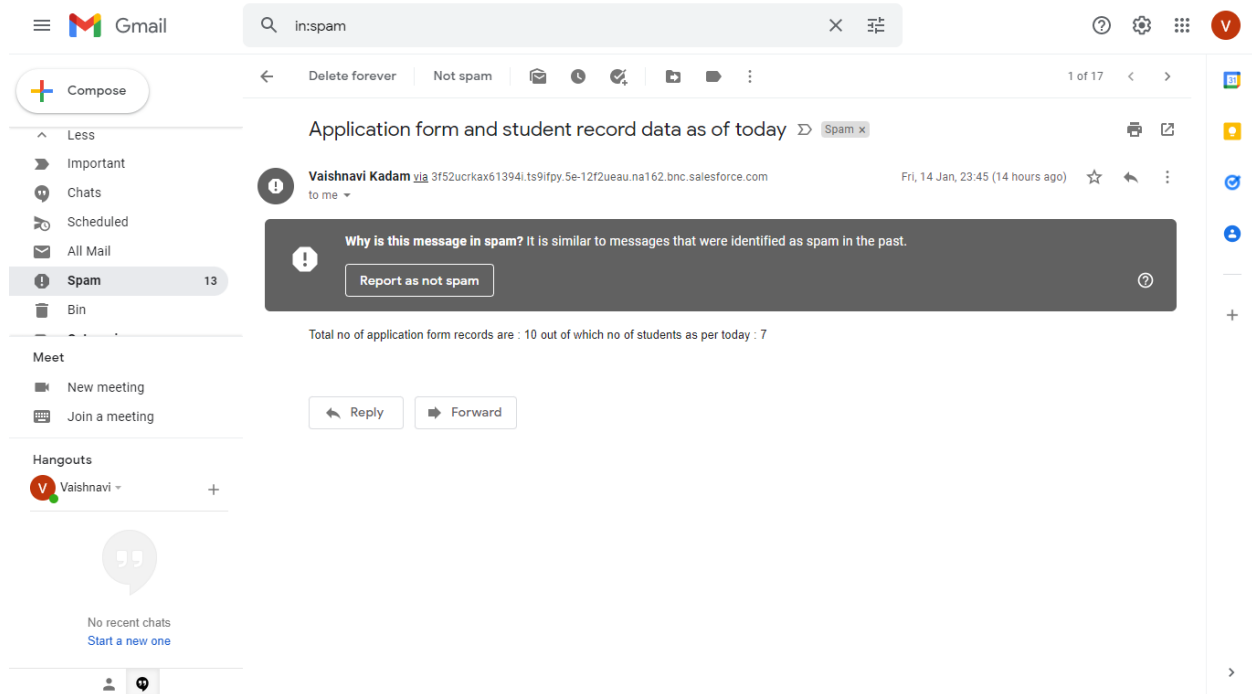 Gmail
in:spam
V
Compose
Delete forever
Not spam
1 of 17
31
Less
Important
Chats
Scheduled
All Mail
Spam 13
Bin
Application form and student record data as of today
Spam x
Vaishnavi Kadam via 3f52ucrkax61394i.ts9ifpy.5e-12f2ueau.na162.bnc.salesforce.com
Fri, 14 Jan, 23:45 (14 hours ago)
to me
Why is this message in spam? It is similar to messages that were identified as spam in the past.
Report as not spam
Total no of application form records are : 10 out of which no of students as per today : 7
Reply
Forward
Meet
New meeting
Join a meeting
Hangouts
V
Vaishnavi
No recent chats
Start a new one